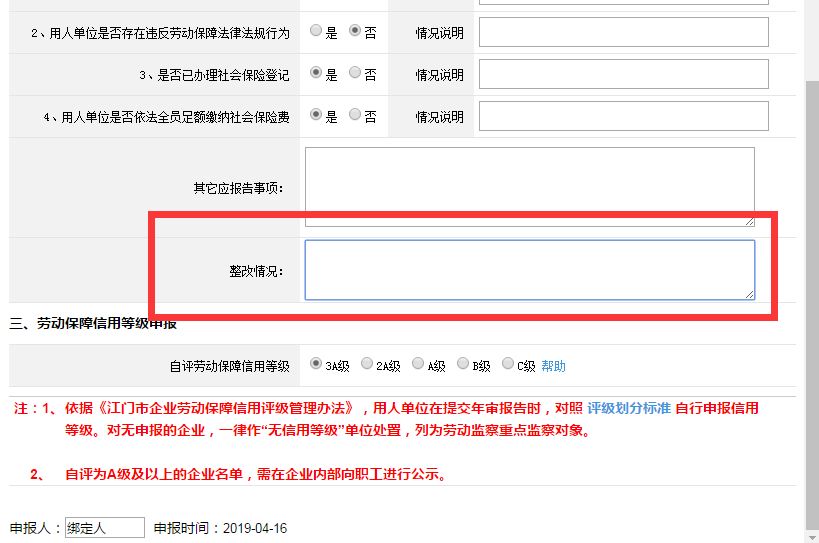 2、用人单位是否存在违反劳动保障法律法规行为 是 否 情况说明
3、是否已办理社会保险登记 是 否 情况说明
4、用人单位是否依法全员足额缴纳社会保险费 是 否 情况说明
其它应报告事项：
整改情况：
三、劳动保障信用等级申报
自评劳动保障信用等级 3A级 2A级 A级 B级 C级 帮助
注：1、 依据《江门市企业劳动保障信用评级管理办法》，用人单位在提交年审报告时，对照 评级划分标准 自行申报信用
等级。对无申报的企业，一律作“无信用等级”单位处置，列为劳动监察重点监察对象。
2、 自评为A级及以上的企业名单，需在企业内部向职工进行公示。
申报人：绑定人 申报时间：2019-04-16